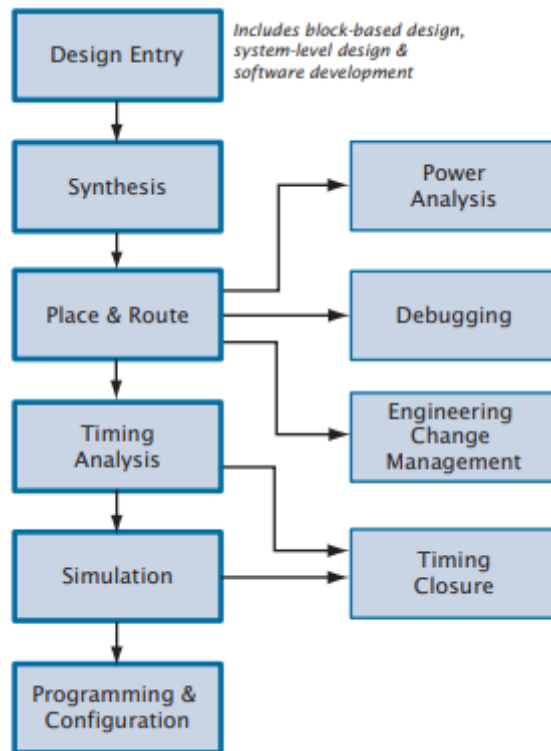 Design Entry
Includes block-based design,
system-level design &
software development
Synthesis
Power
Analysis
Place & Route
Debugging
Timing
Analysis
Engineering
Change
Management
Simulation
Timing
Closure
Programming &
Configuration